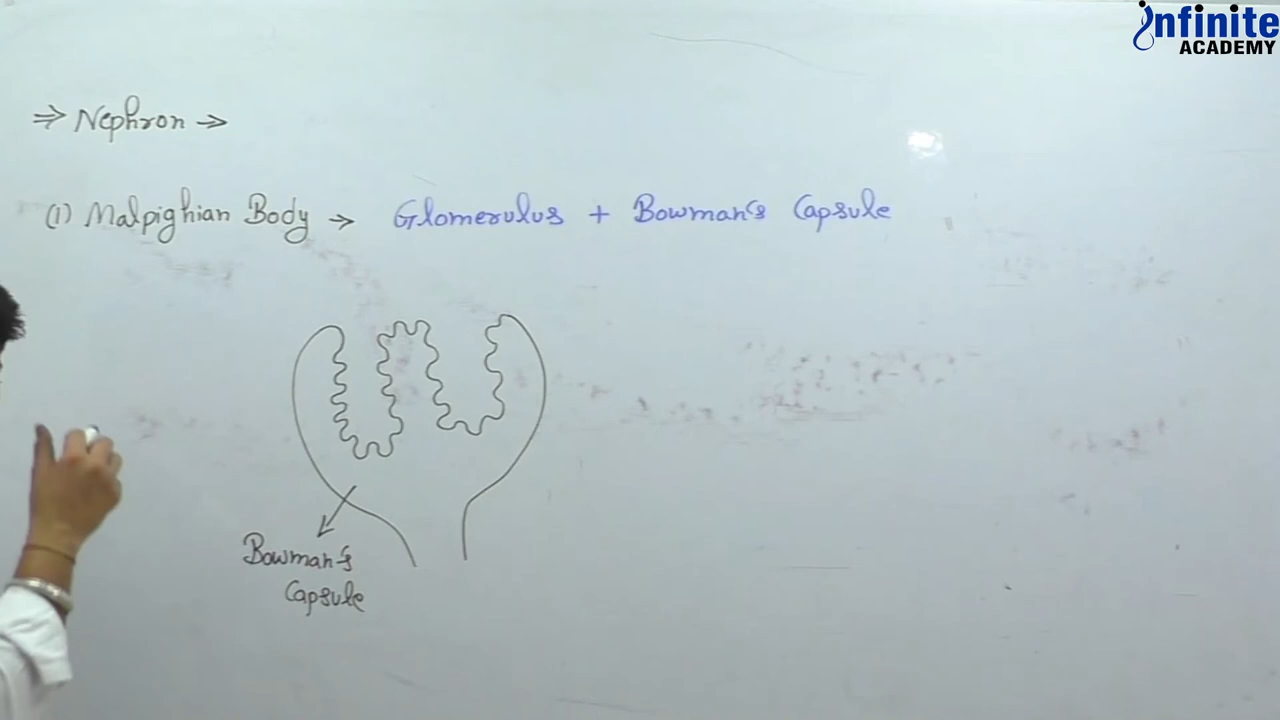 infinite
ACADEMY
⇒ Nephron →
(1) Malpighian Body → Glomerulus + Bowman's Capsule
Bowman's
Capsule